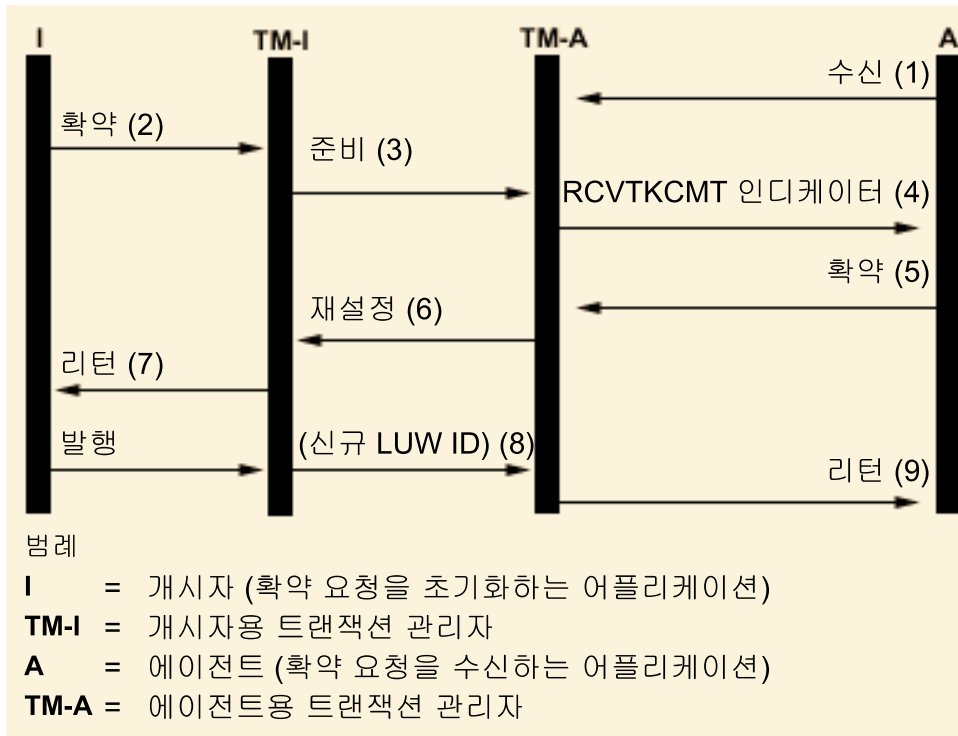 I TM-I TM-A A
수신 (1)
확약 (2)
준비 (3)
RCVTKCMT 인디케이터 (4)
확약 (5)
재설정 (6)
리턴 (7)
발행 (신규 LUW ID) (8)
리턴 (9)
범례
I = 개시자 (확약 요청을 초기화하는 어플리케이션)
TM-I = 개시자용 트랜잭션 관리자
A = 에이전트 (확약 요청을 수신하는 어플리케이션)
TM-A = 에이전트용 트랜잭션 관리자